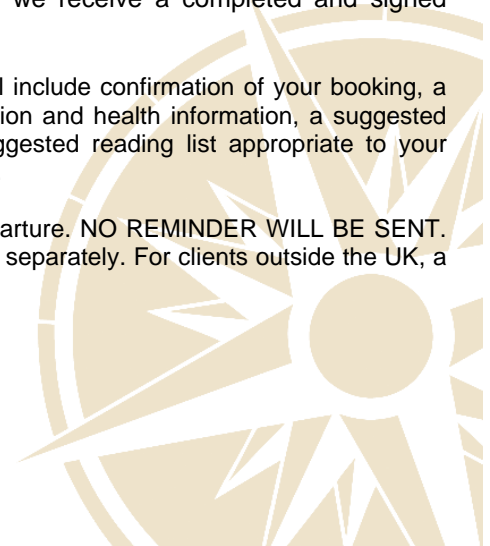 we receive a completed and signed
include confirmation of your booking, a
ion and health information, a suggested
ggested reading list appropriate to your
arture. NO REMINDER WILL BE SENT.
separately. For clients outside the UK, a